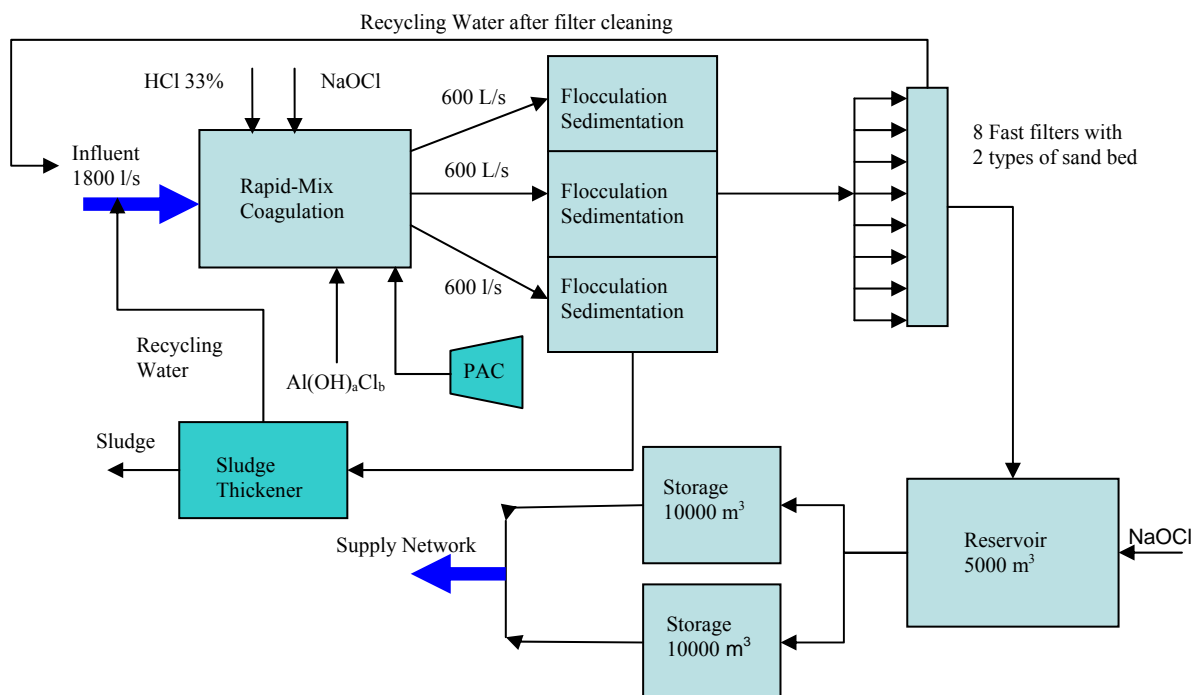 Recycling Water after filter cleaning
HCl 33%
NaOCl
Influent
1800 l/s
Rapid-Mix
Coagulation
600 L/s
600 L/s
600 l/s
Flocculation
Sedimentation
Flocculation
Sedimentation
Flocculation
Sedimentation
8 Fast filters with
2 types of sand bed
Recycling
Water
Al(OH)ₐCl_b
PAC
Sludge
Sludge
Thickener
Supply Network
Storage
10000 m³
Storage
10000 m³
Reservoir
5000 m³
NaOCl